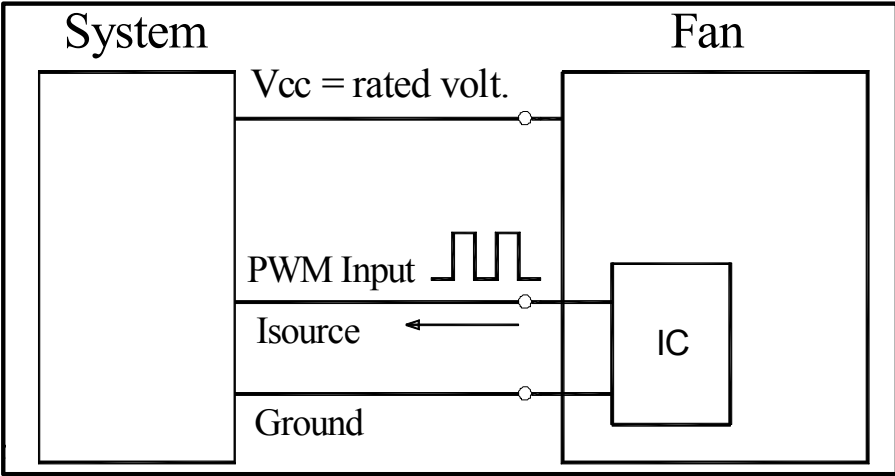 System
Fan
Vcc = rated volt.
PWM Input
Isource
IC
Ground